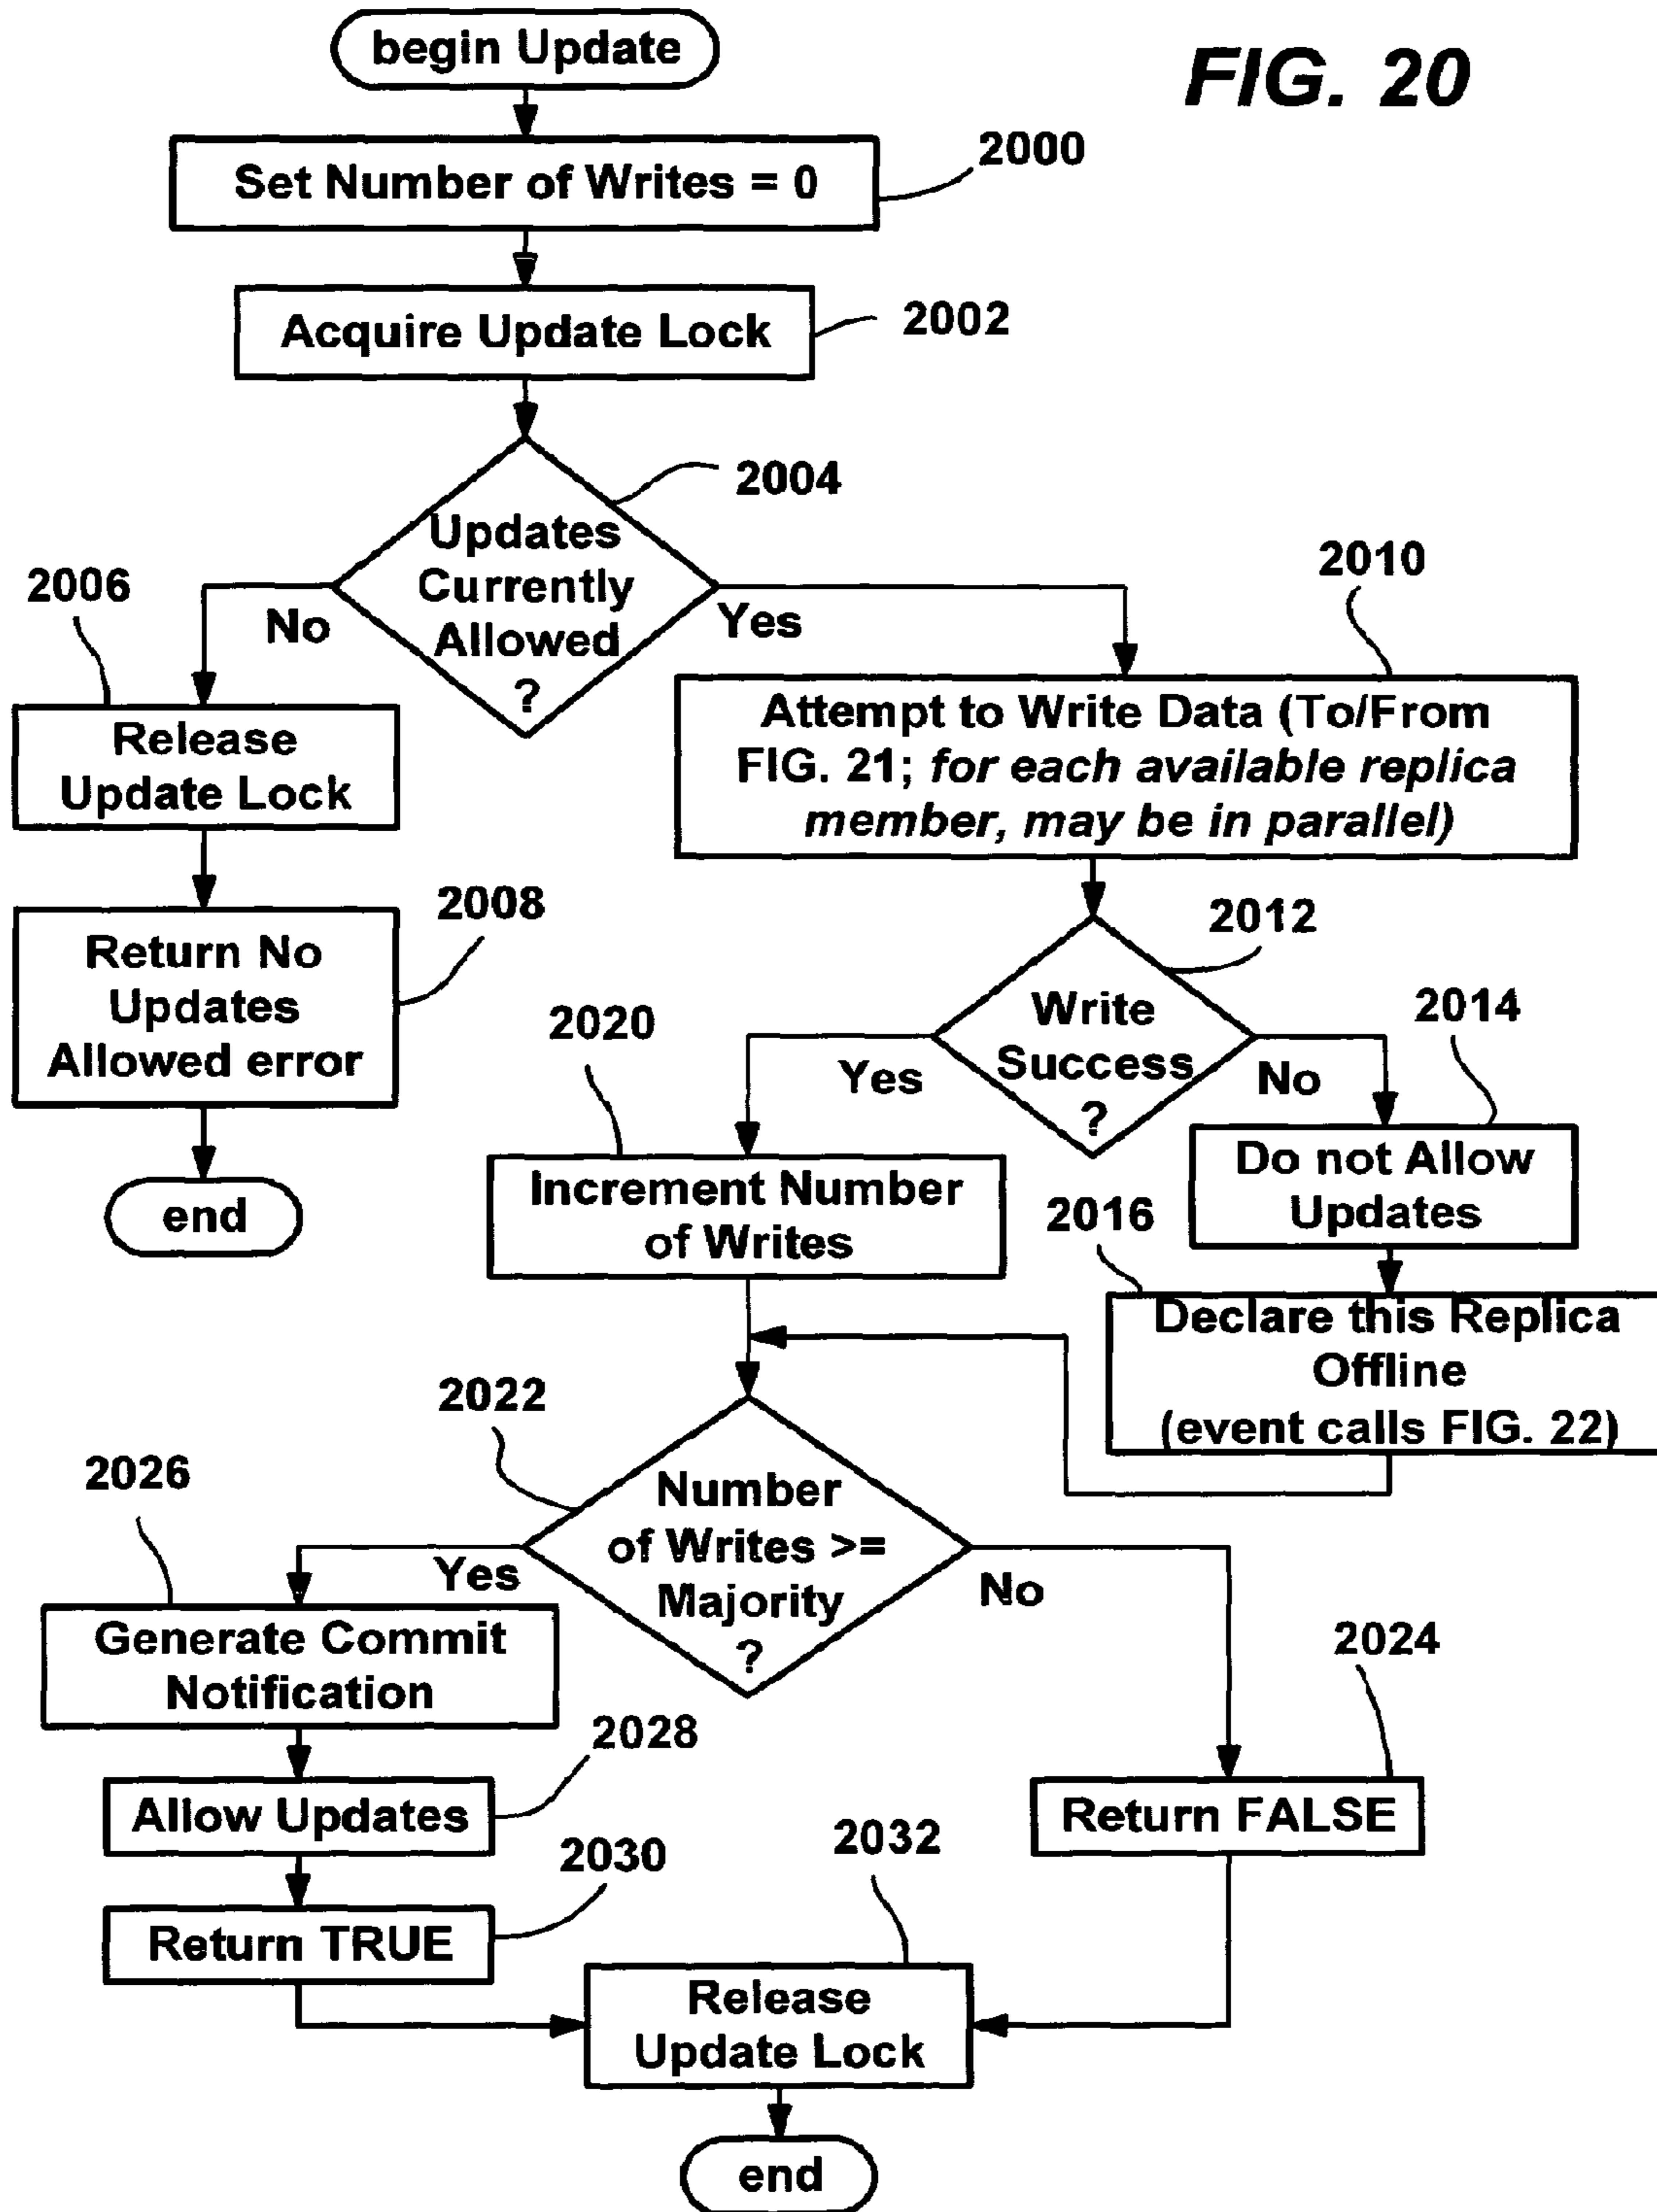 begin Update
FIG. 20
Set Number of Writes = 0
2000
Acquire Update Lock
2002
2004
Updates
Currently
Allowed
?
No
Yes
2006
2010
Release
Update Lock
Attempt to Write Data (To/From
FIG. 21; for each available replica
member, may be in parallel)
2008
Return No
Updates
Allowed error
end
2012
Write
Success
?
Yes
No
2014
2020
Do not Allow
Updates
Increment Number
of Writes
2016
Declare this Replica
Offline
(event calls FIG. 22)
2022
Number
of Writes >=
Majority
?
Yes
No
2026
Generate Commit
Notification
2024
2028
Allow Updates
Return FALSE
2030
2032
Return TRUE
Release
Update Lock
end